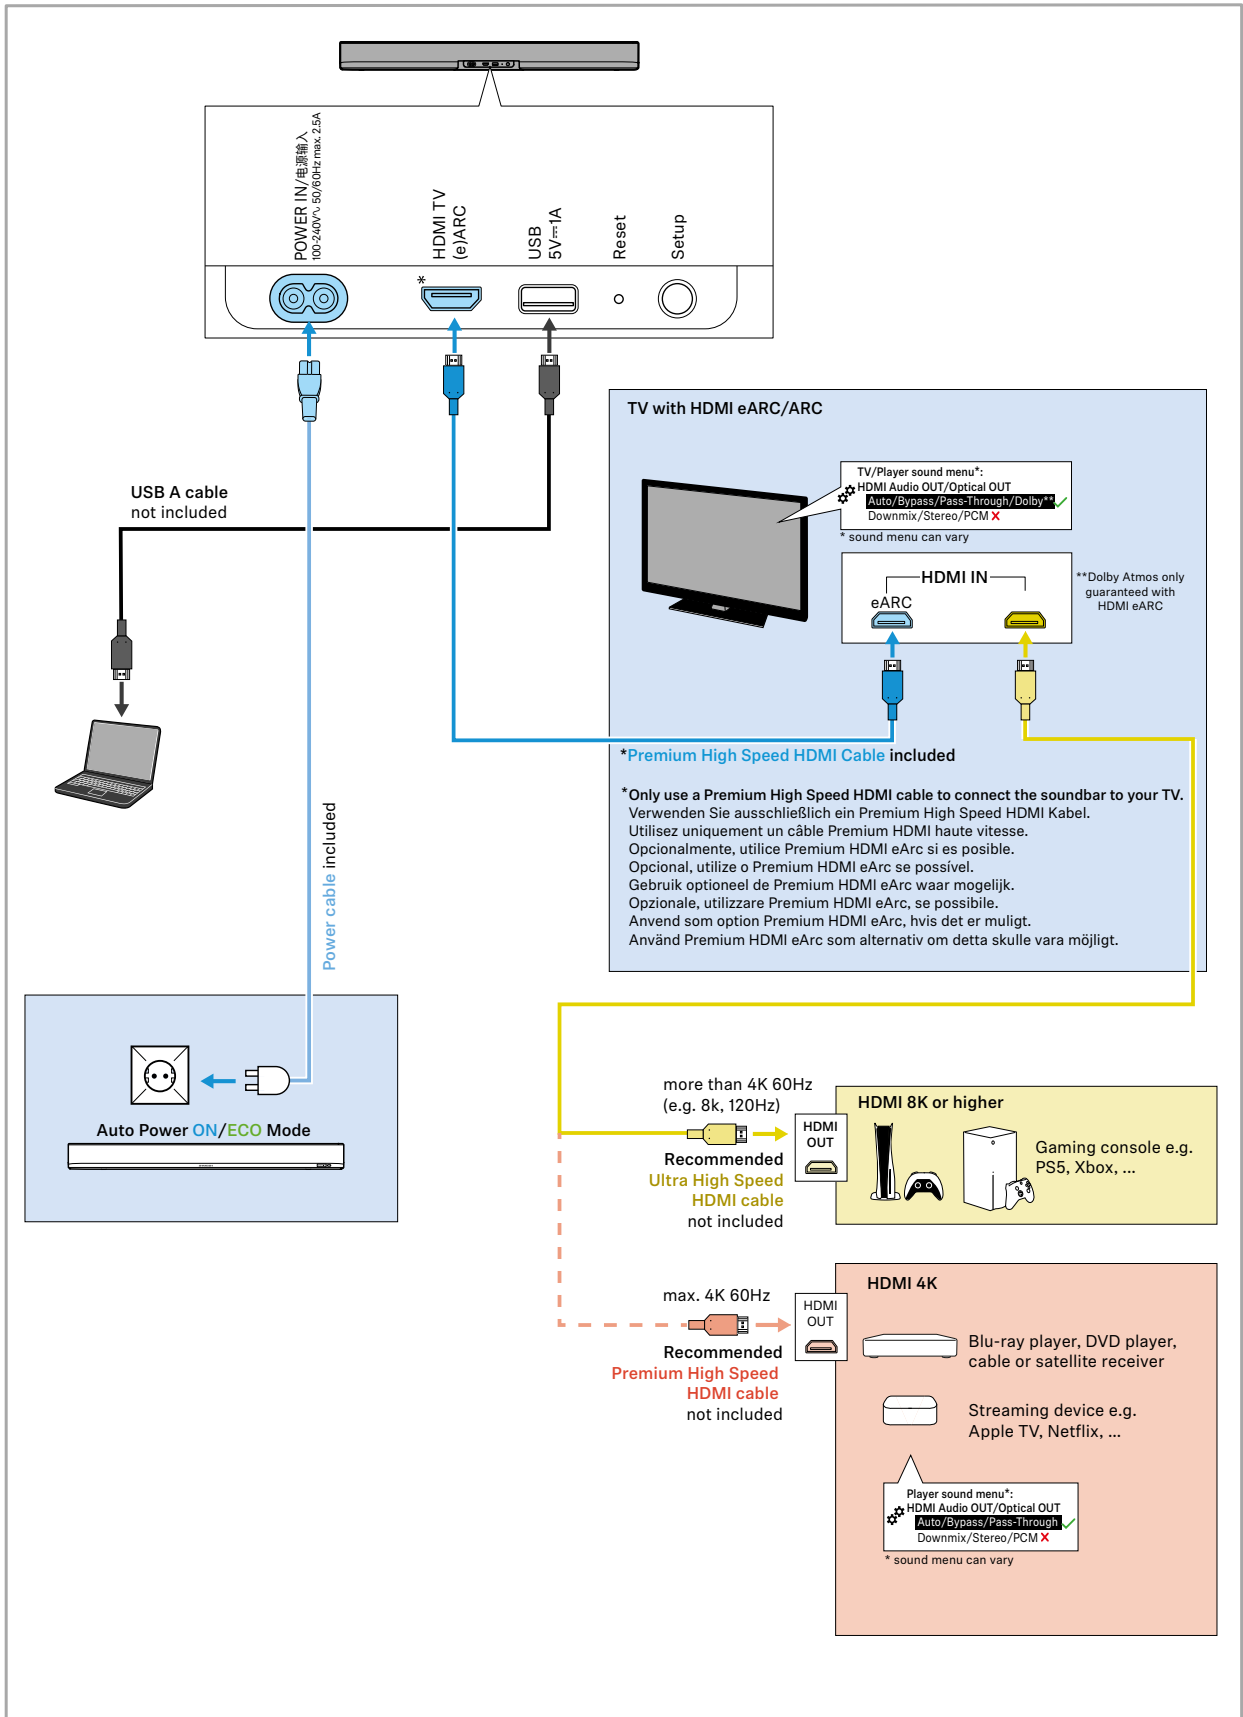 POWER IN/电源输入
100-240V∿ 50/60Hz max. 2.5A
HDMI TV
(e)ARC
USB
5V⎓1A
Reset
Setup
*
USB A cable
not included
TV with HDMI eARC/ARC
TV/Player sound menu*:
HDMI Audio OUT/Optical OUT
Auto/Bypass/Pass-Through/Dolby**
Downmix/Stereo/PCM
* sound menu can vary
HDMI IN
eARC
**Dolby Atmos only
guaranteed with
HDMI eARC
*Premium High Speed HDMI Cable included
*Only use a Premium High Speed HDMI cable to connect the soundbar to your TV.
Verwenden Sie ausschließlich ein Premium High Speed HDMI Kabel.
Utilisez uniquement un câble Premium HDMI haute vitesse.
Opcionalmente, utilice Premium HDMI eArc si es posible.
Opcional, utilize o Premium HDMI eArc se possível.
Gebruik optioneel de Premium HDMI eArc waar mogelijk.
Opzionale, utilizzare Premium HDMI eArc, se possibile.
Anvend som option Premium HDMI eArc, hvis det er muligt.
Använd Premium HDMI eArc som alternativ om detta skulle vara möjligt.
Power cable included
Auto Power ON/ECO Mode
more than 4K 60Hz
(e.g. 8k, 120Hz)
Recommended
Ultra High Speed
HDMI cable
not included
HDMI
OUT
HDMI 8K or higher
Gaming console e.g.
PS5, Xbox, ...
max. 4K 60Hz
Recommended
Premium High Speed
HDMI cable
not included
HDMI
OUT
HDMI 4K
Blu-ray player, DVD player,
cable or satellite receiver
Streaming device e.g.
Apple TV, Netflix, ...
Player sound menu*:
HDMI Audio OUT/Optical OUT
Auto/Bypass/Pass-Through
Downmix/Stereo/PCM
* sound menu can vary